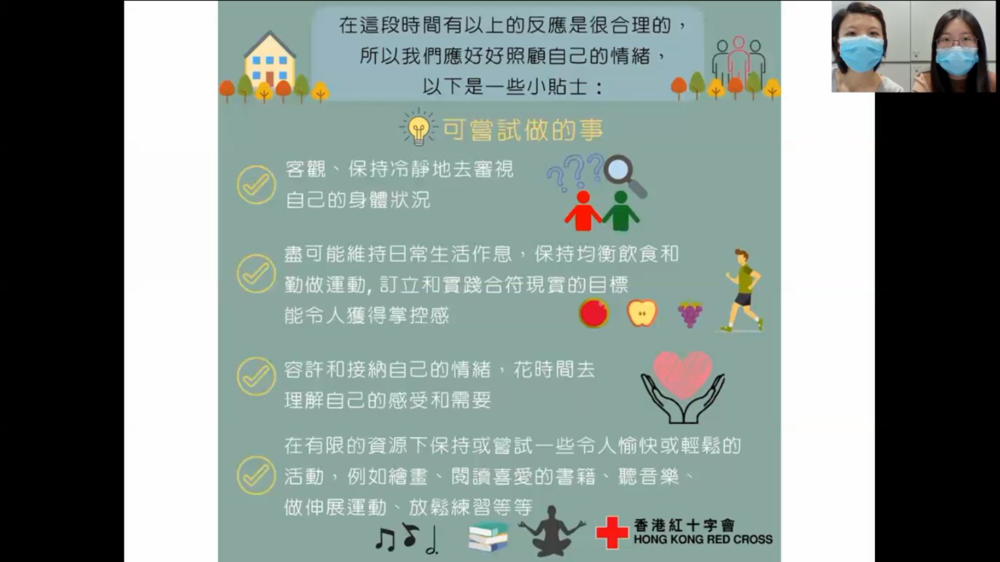 在這段時間有以上的反應是很合理的，
所以我們應好好照顧自己的情緒，
以下是一些小貼士：
可嘗試做的事
客觀、保持冷靜地去審視
自己的身體狀況
盡可能維持日常生活作息，保持均衡飲食和
勤做運動, 訂立和實踐合符現實的目標
能令人獲得掌控感
容許和接納自己的情緒，花時間去
理解自己的感受和需要
在有限的資源下保持或嘗試一些令人愉快或輕鬆的
活動，例如繪畫、閱讀喜愛的書籍、聽音樂、
做伸展運動、放鬆練習等等
香港紅十字會
HONG KONG RED CROSS